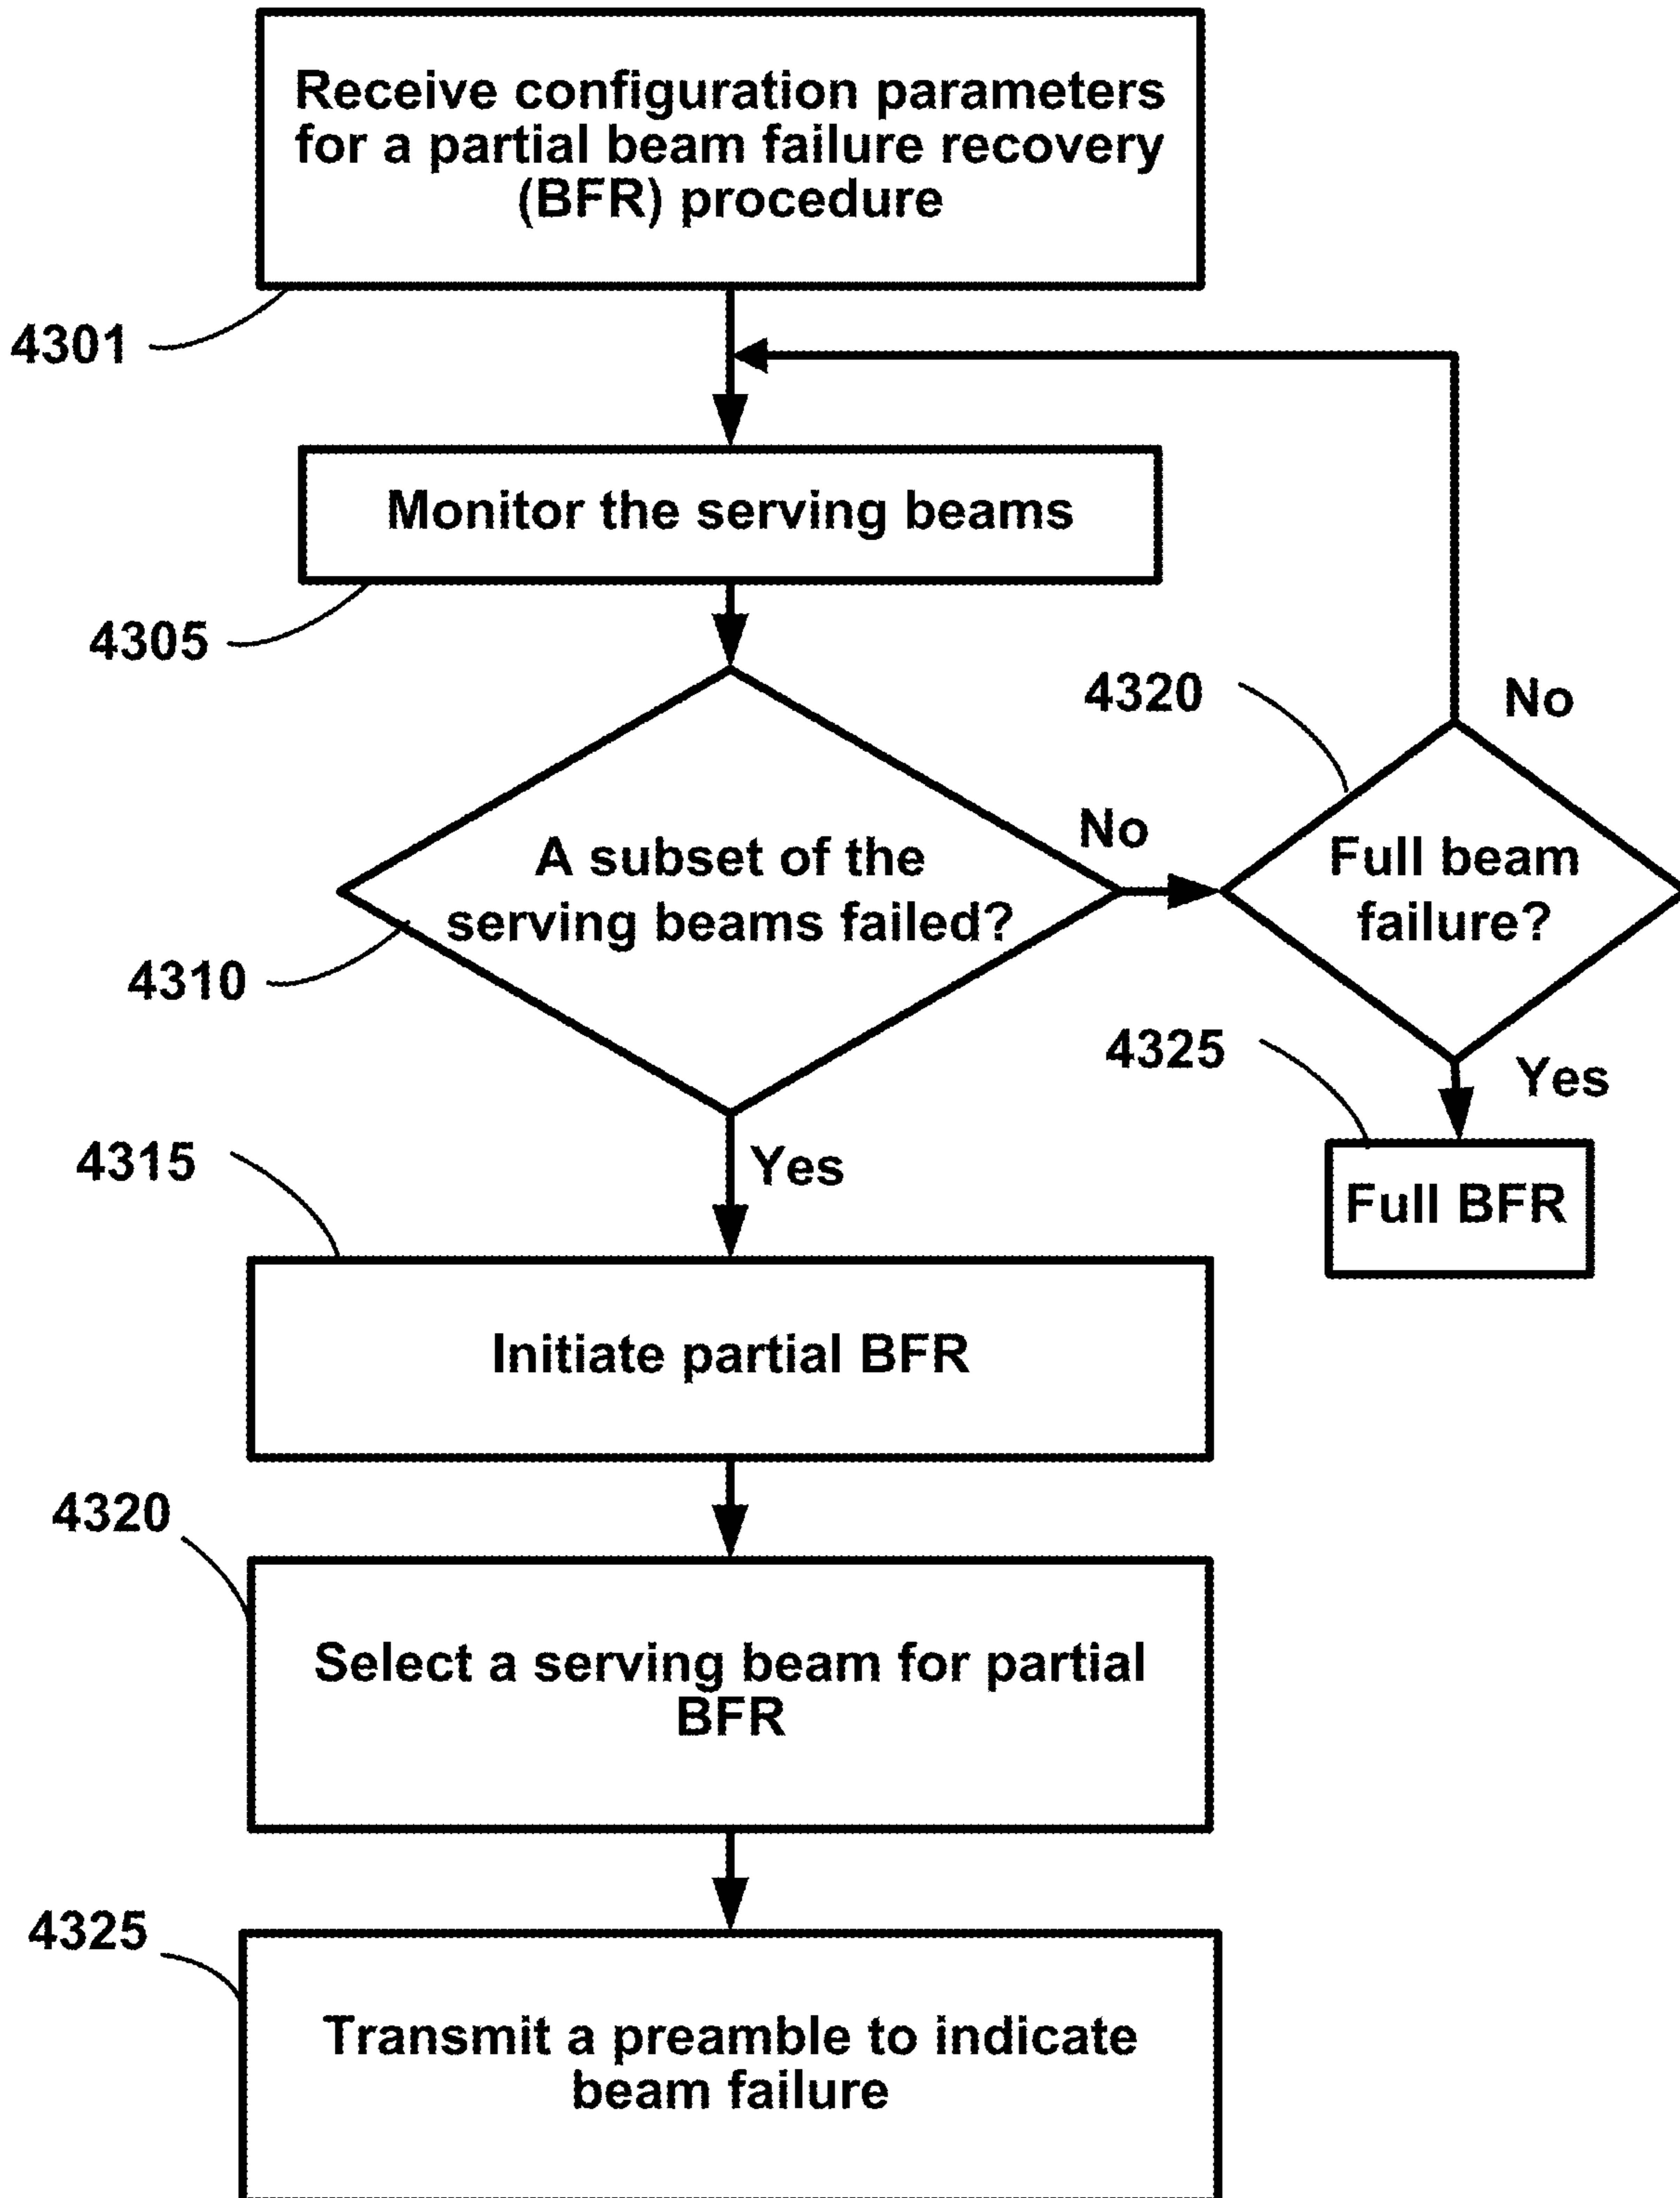 Receive configuration parameters
for a partial beam failure recovery
(BFR) procedure
4301
Monitor the serving beams
4305
4320
No
A subset of the
serving beams failed?
No
Full beam
failure?
4310
4325
Yes
4315
Yes
Full BFR
Initiate partial BFR
4320
Select a serving beam for partial
BFR
4325
Transmit a preamble to indicate
beam failure